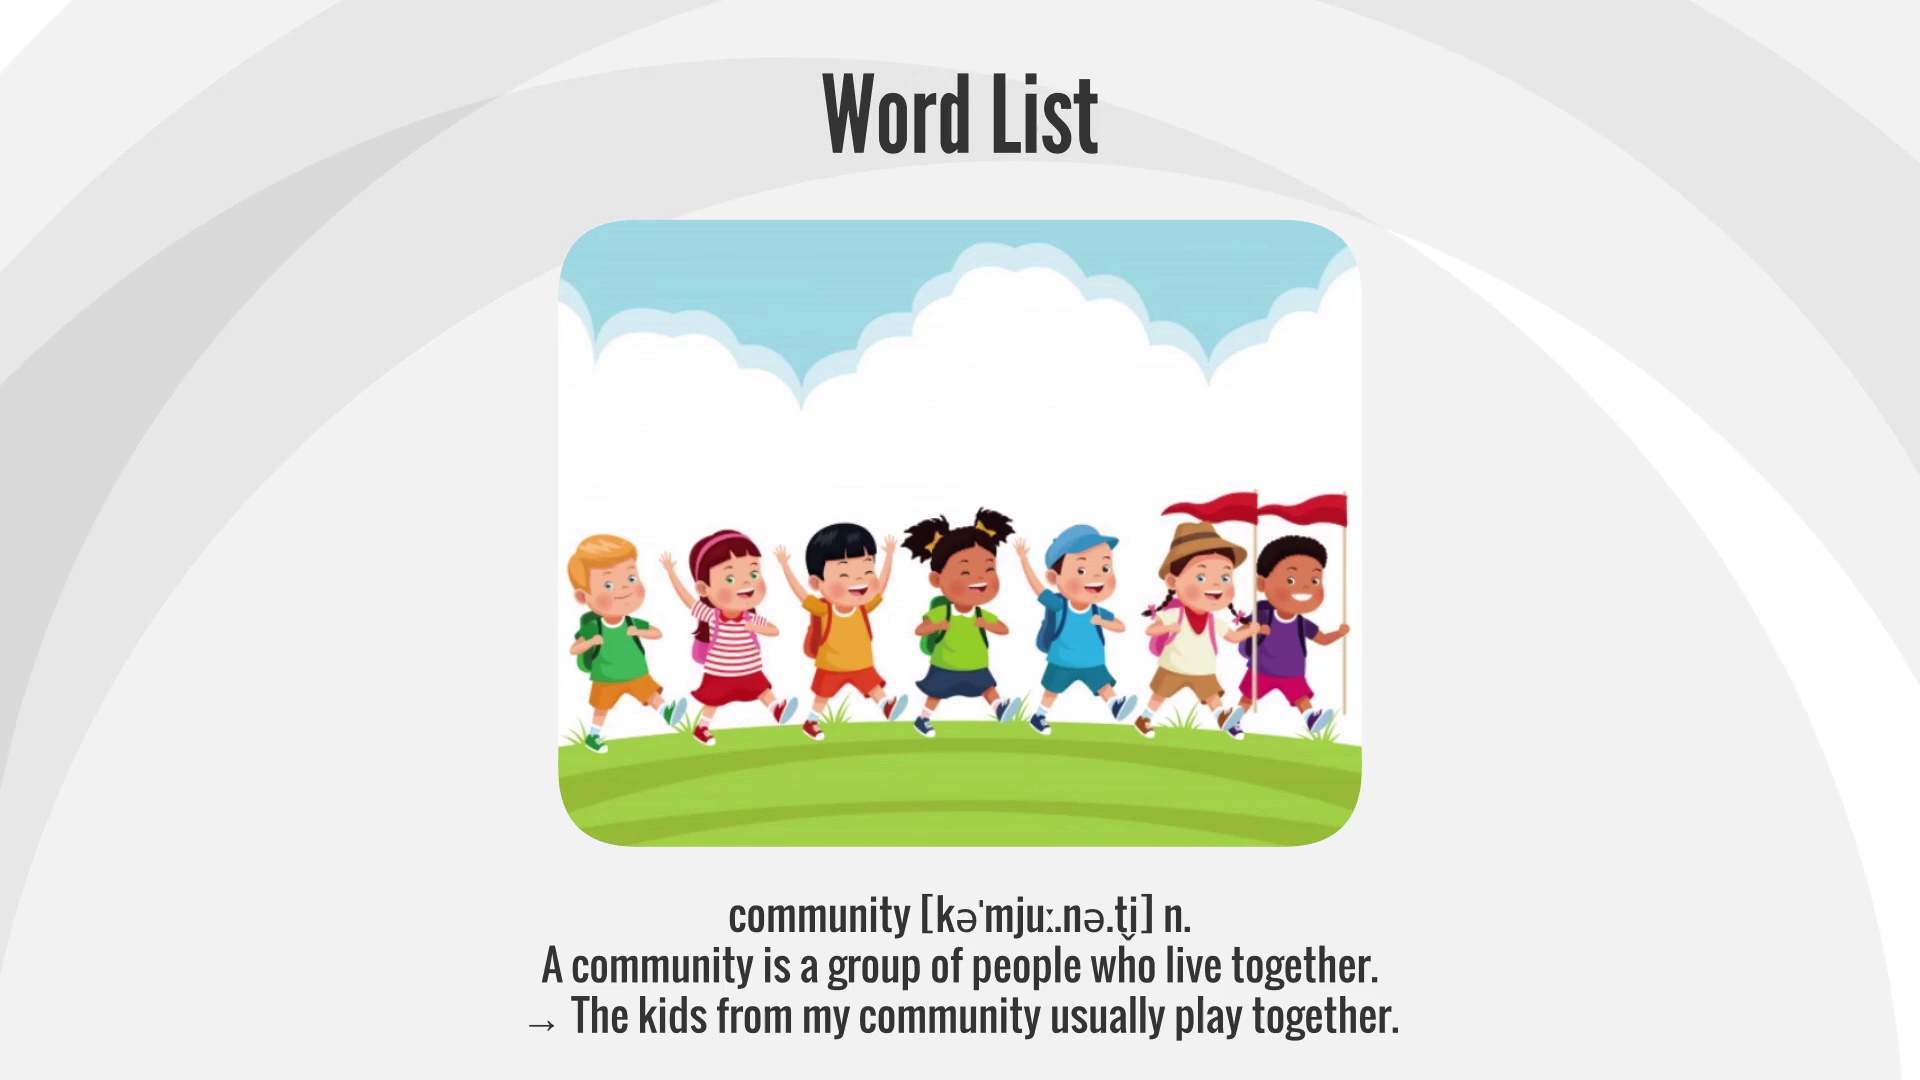 Word List
community [kəˈmjuː.nə.t̬i] n.
A community is a group of people who live together.
→ The kids from my community usually play together.